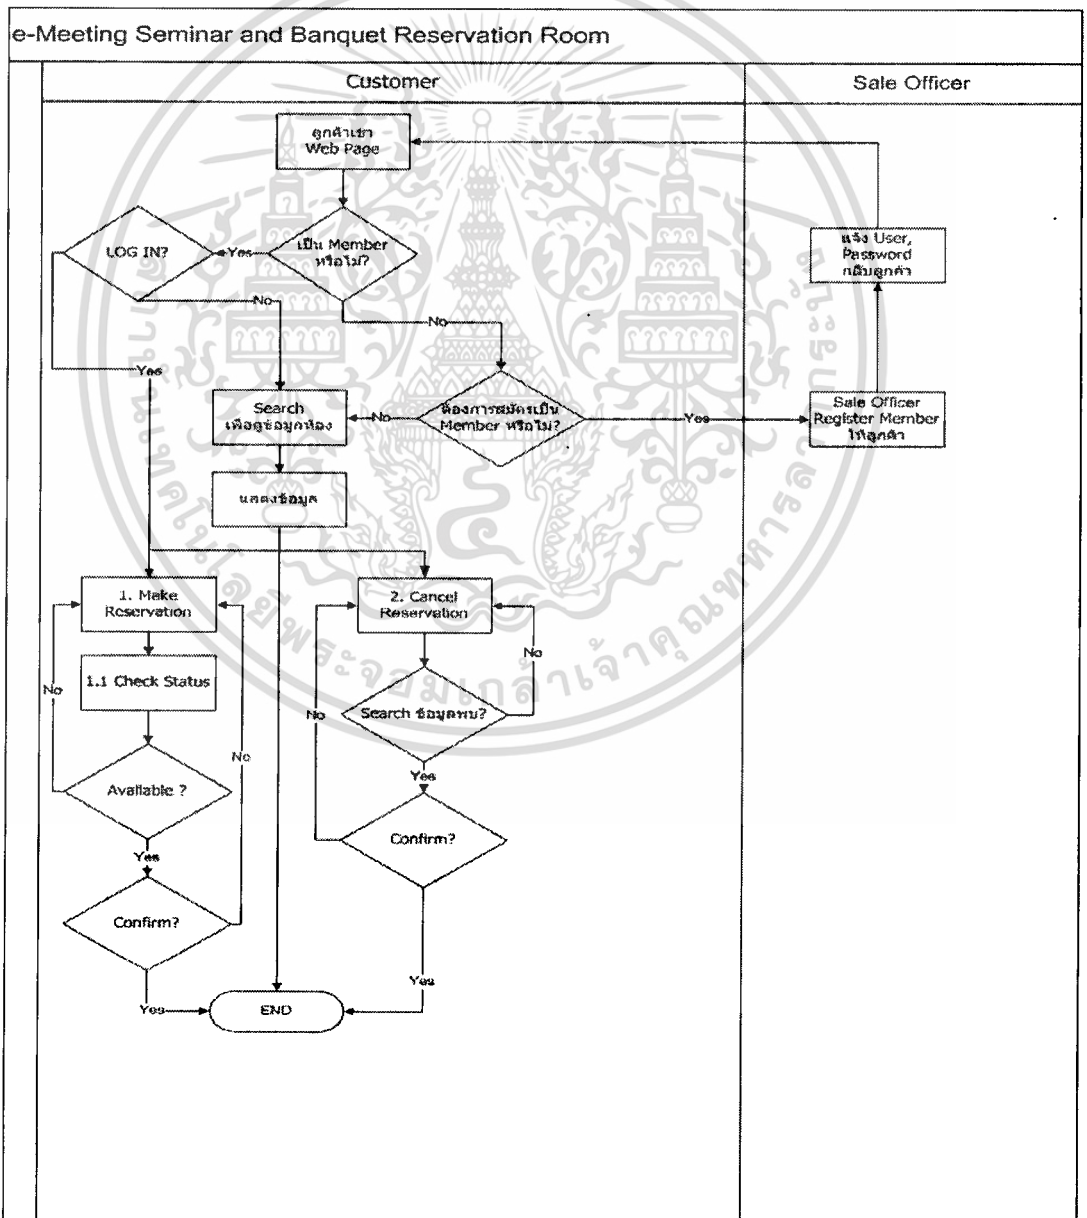 e-Meeting Seminar and Banquet Reservation Room
Customer
Sale Officer
ลูกค้าเข้า
Web Page
เป็น Member
หรือไม่?
LOG IN?
Yes
แจ้ง User,
Password
กลับลูกค้า
No
No
Yes
Search
เพื่อดูข้อมูลห้อง
No
ต้องการสมัครเป็น
Member หรือไม่?
Yes
Sale Officer
Register Member
ให้ลูกค้า
แสดงข้อมูล
1. Make
Reservation
2. Cancel
Reservation
No
1.1 Check Status
No
Search ข้อมูลพบ?
No
No
Yes
Available ?
Confirm?
Yes
Confirm?
Yes
Yes
END